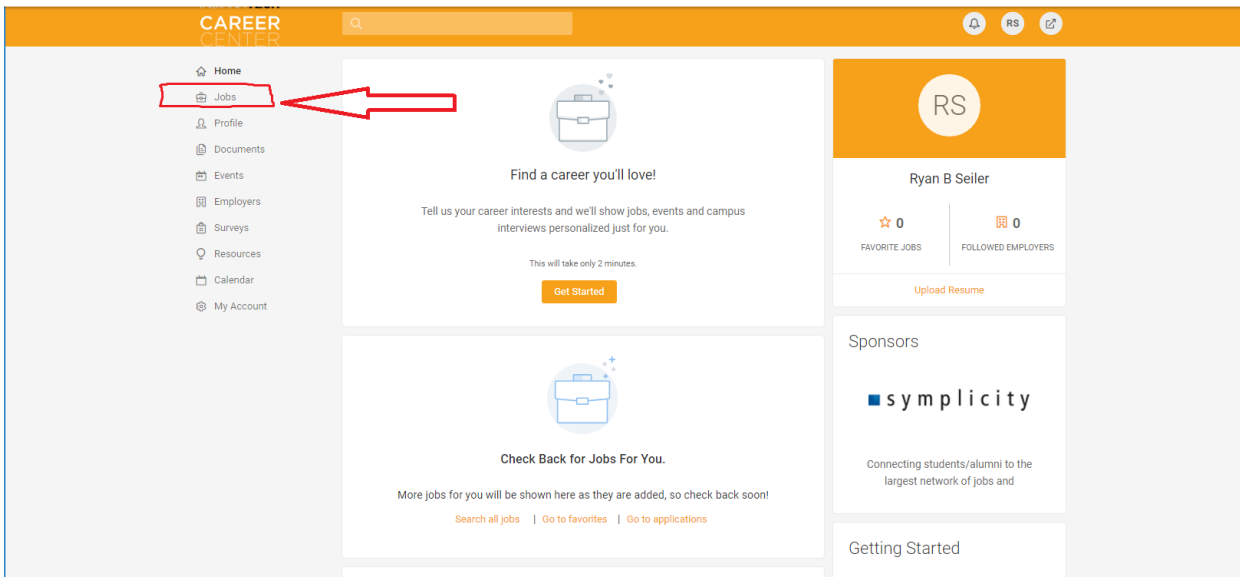 CAREER
CENTER
RS
Home
Jobs
Profile
Documents
Events
Employers
Surveys
Resources
Calendar
My Account
Find a career you'll love!
Tell us your career interests and we'll show jobs, events and campus
interviews personalized just for you.
This will take only 2 minutes.
Get Started
Check Back for Jobs For You.
More jobs for you will be shown here as they are added, so check back soon!
Search all jobs | Go to favorites | Go to applications
RS
Ryan B Seiler
0
FAVORITE JOBS
0
FOLLOWED EMPLOYERS
Upload Resume
Sponsors
symplicity
Connecting students/alumni to the
largest network of jobs and
Getting Started